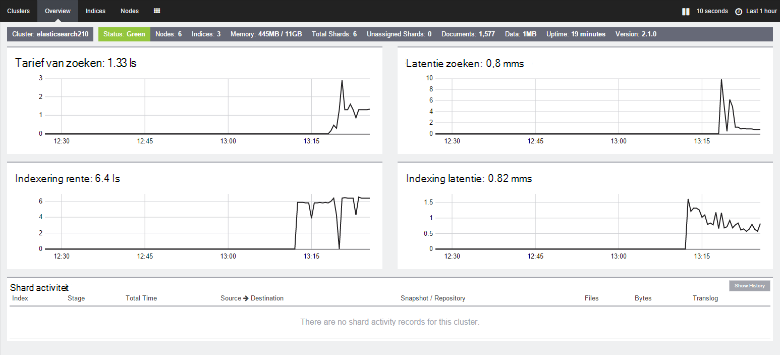 Clusters Overview Indices Nodes 10 seconds Last 1 hour
Cluster elasticsearch210 Status Green Nodes 6 Indices 3 Memory 445MB / 11GB Total Shards 6 Unassigned Shards 0 Documents 1,577 Data 1MB Uptime 19 minutes Version 2.1.0
Tarief van zoeken: 1.33 ls
3
2
1
0
12:30 12:45 13:00 13:15
Latentie zoeken: 0,8 mms
10
8
6
4
2
0
12:30 12:45 13:00 13:15
Indexering rente: 6.4 ls
6
4
2
0
12:30 12:45 13:00 13:15
Indexing latentie: 0.82 mms
1.5
1
0.5
0
12:30 12:45 13:00 13:15
Shard activiteit
Show History
Index Stage Total Time Source → Destination Snapshot / Repository Files Bytes Translog
There are no shard activity records for this cluster.